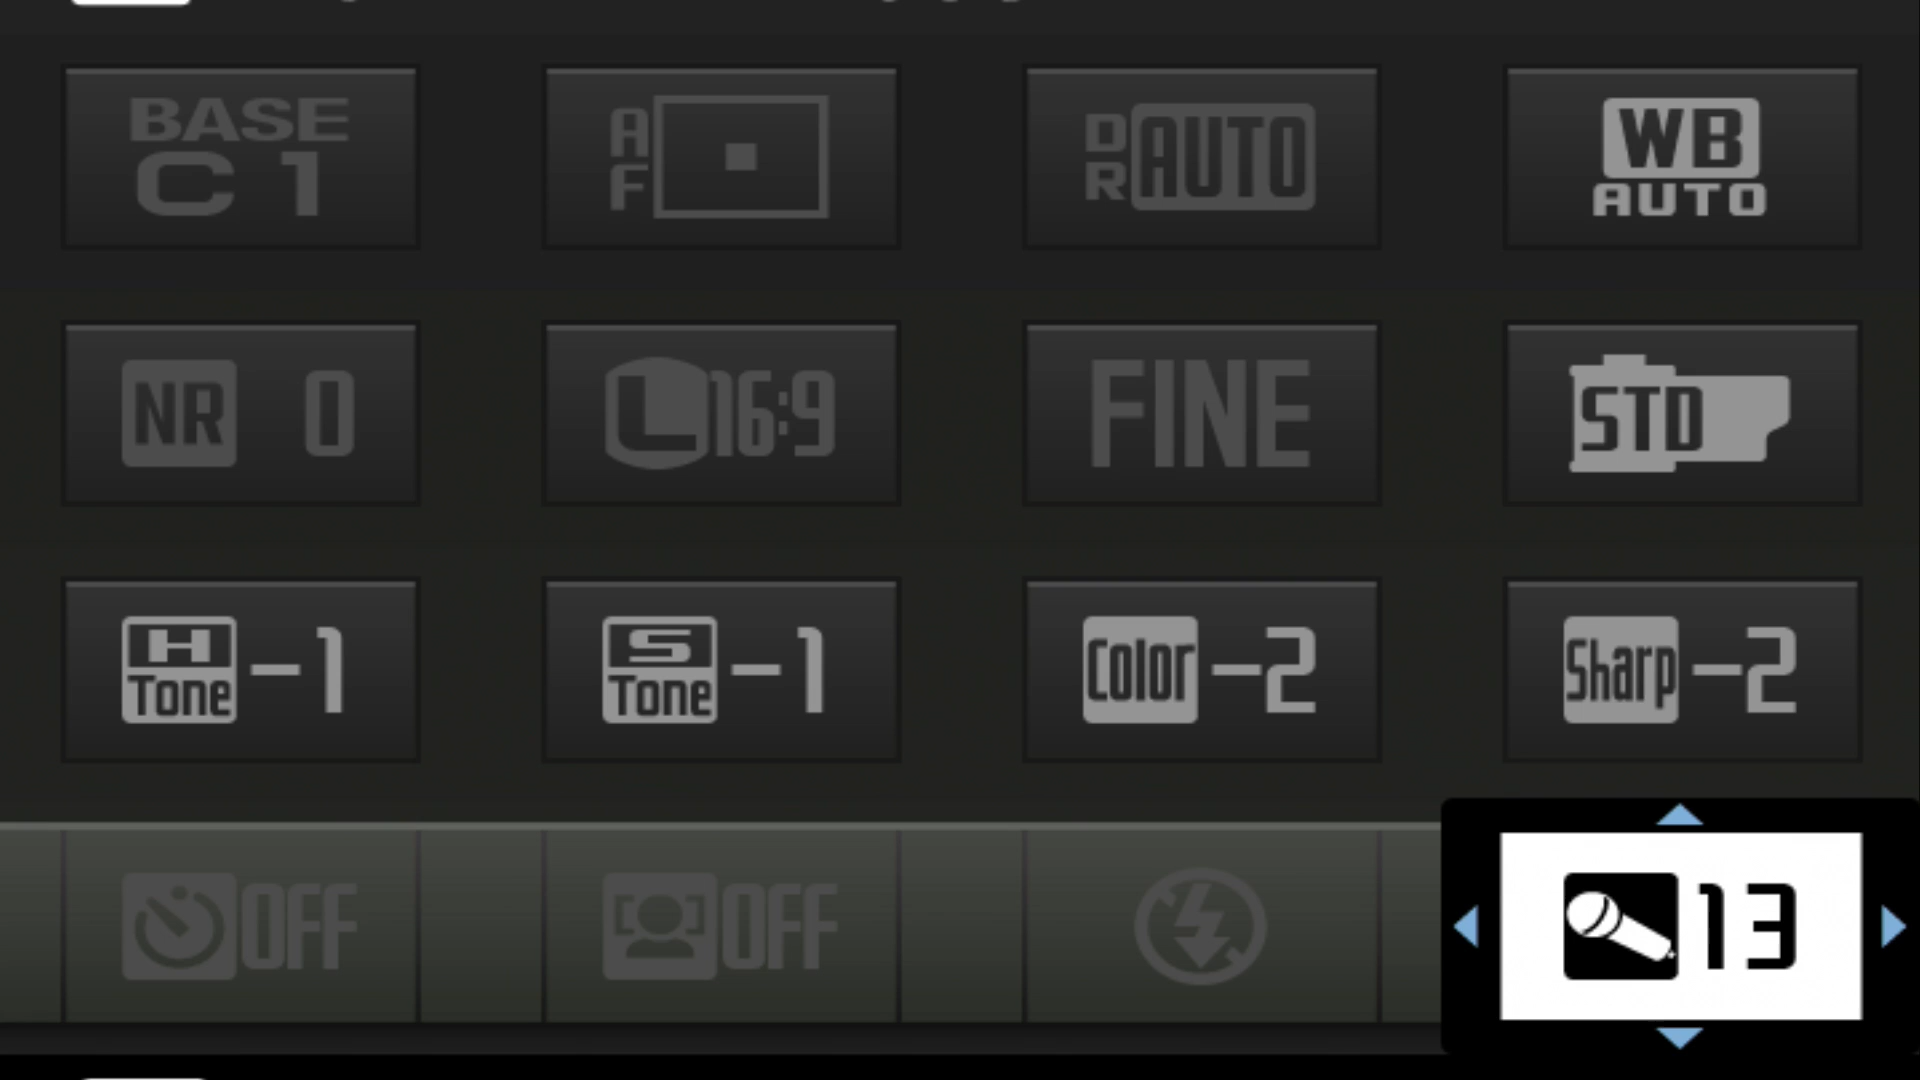 BASE
C 1
AF
DR AUTO
WB
AUTO
NR 0
L 16:9
FINE
STD
H Tone -1
S Tone -1
Color -2
Sharp -2
OFF
OFF
13